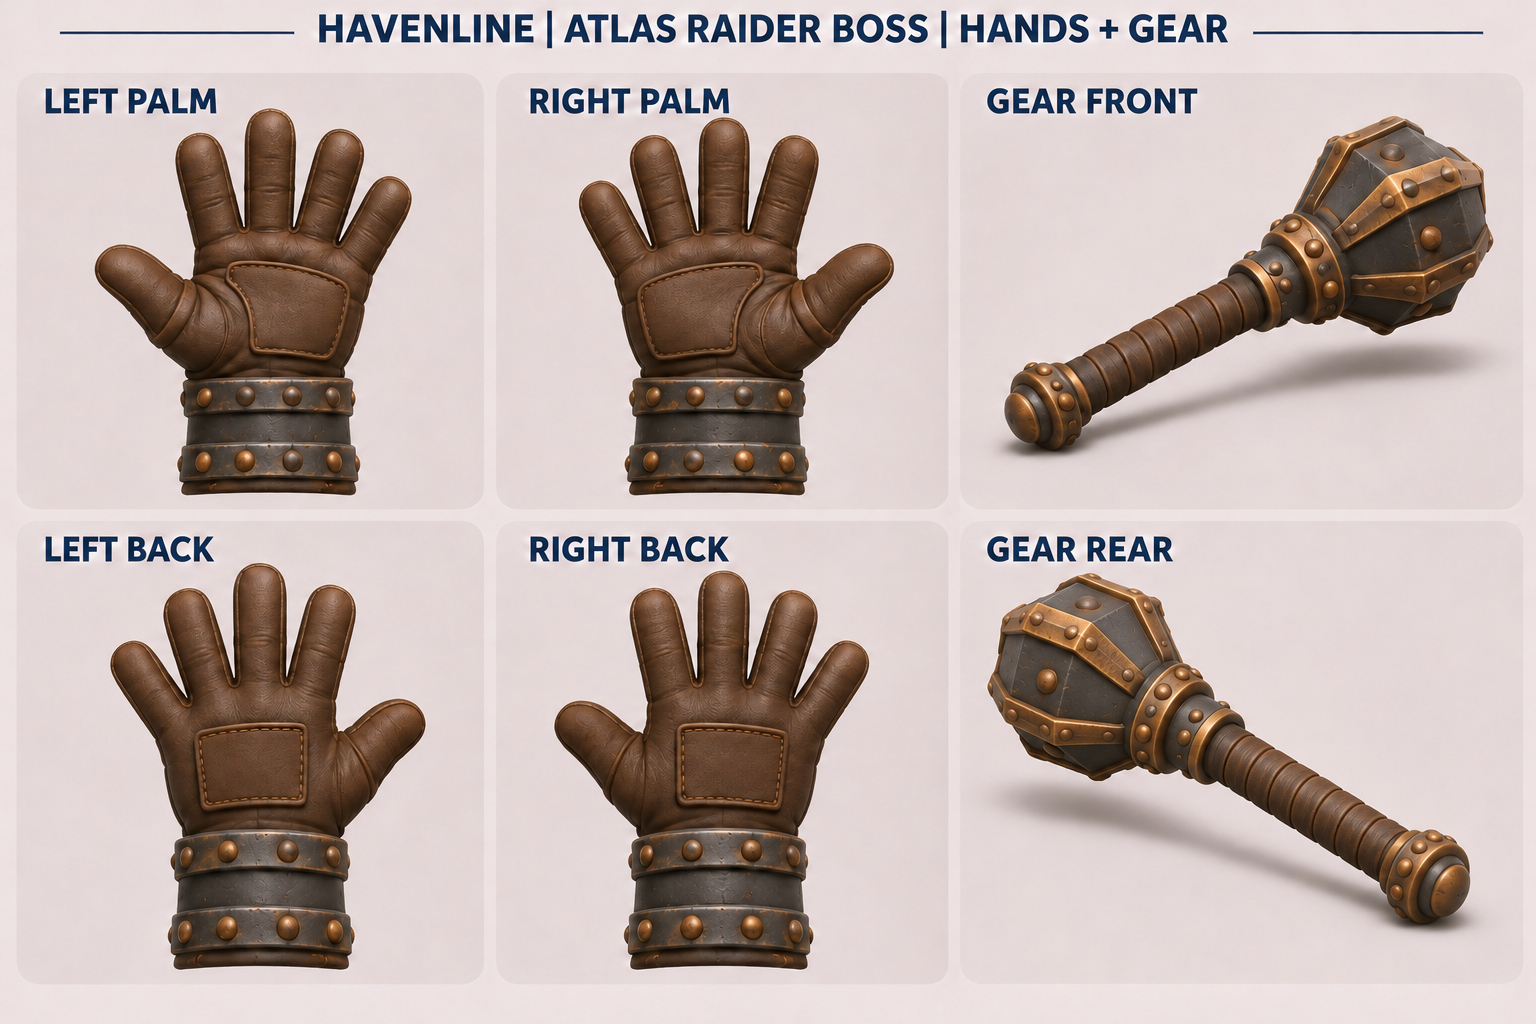 HAVENLINE | ATLAS RAIDER BOSS | HANDS + GEAR
LEFT PALM
RIGHT PALM
GEAR FRONT
LEFT BACK
RIGHT BACK
GEAR REAR